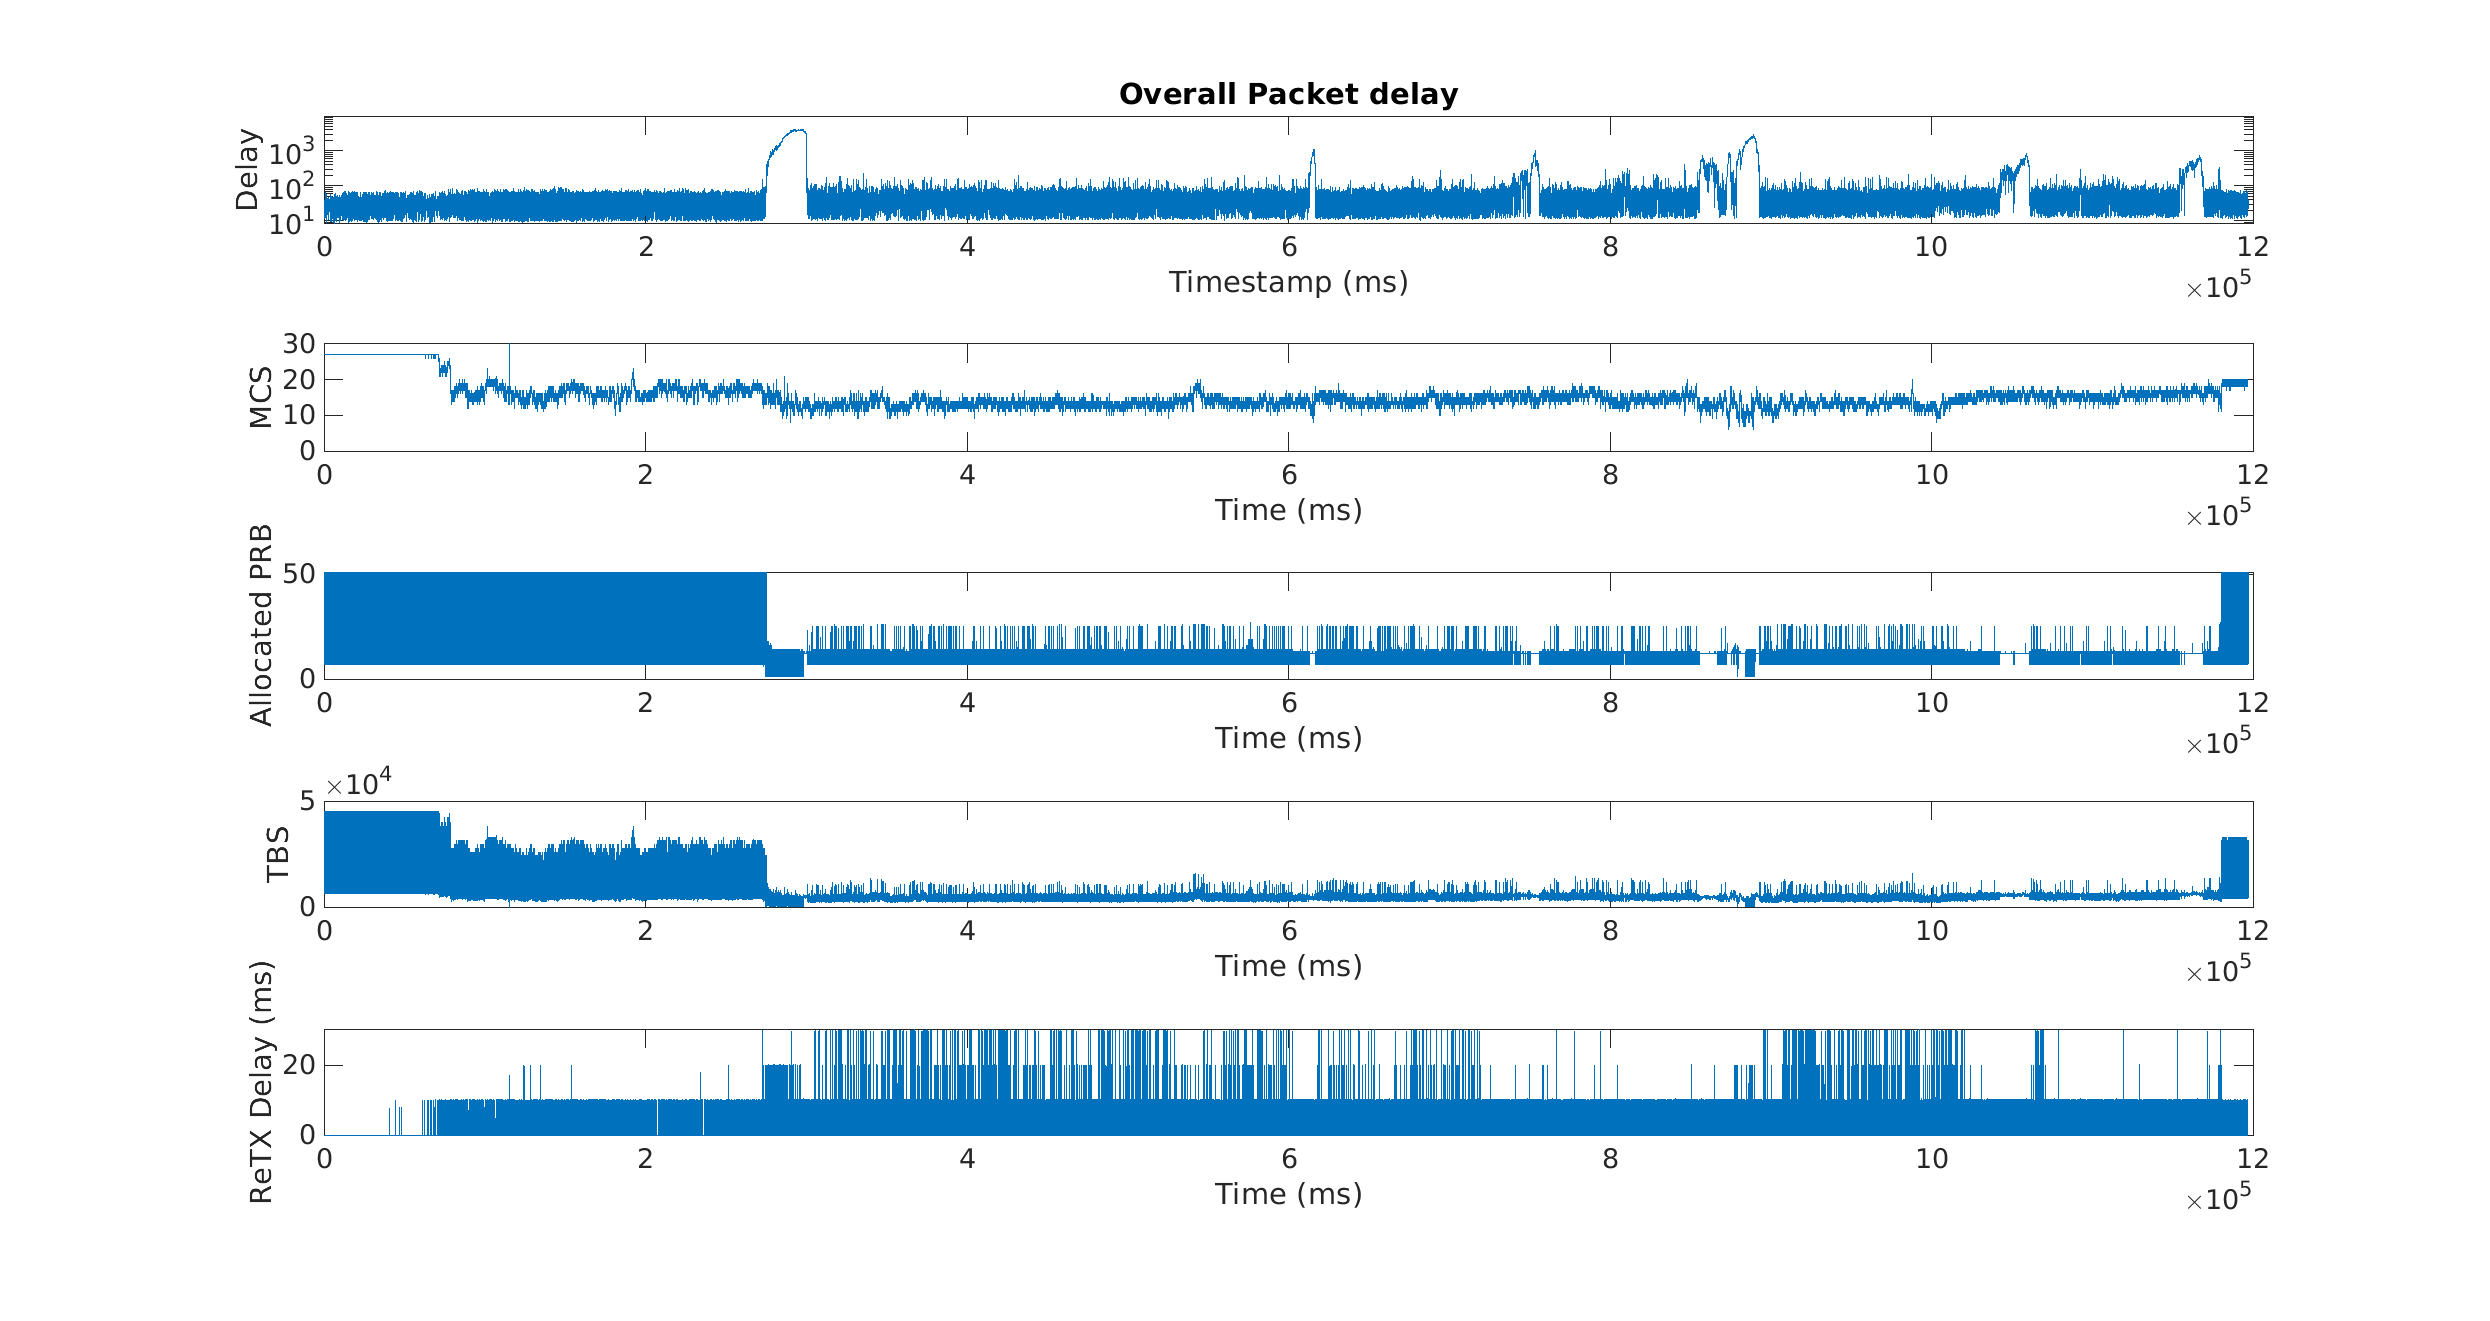 Overall Packet delay
Delay
10^3
10^2
10^1
0 2 4 6 8 10 12
Timestamp (ms)
×10^5
MCS
30
20
10
0
0 2 4 6 8 10 12
Time (ms)
×10^5
Allocated PRB
50
0
0 2 4 6 8 10 12
Time (ms)
×10^5
×10^4
TBS
5
0
0 2 4 6 8 10 12
Time (ms)
×10^5
ReTX Delay (ms)
20
0
0 2 4 6 8 10 12
Time (ms)
×10^5